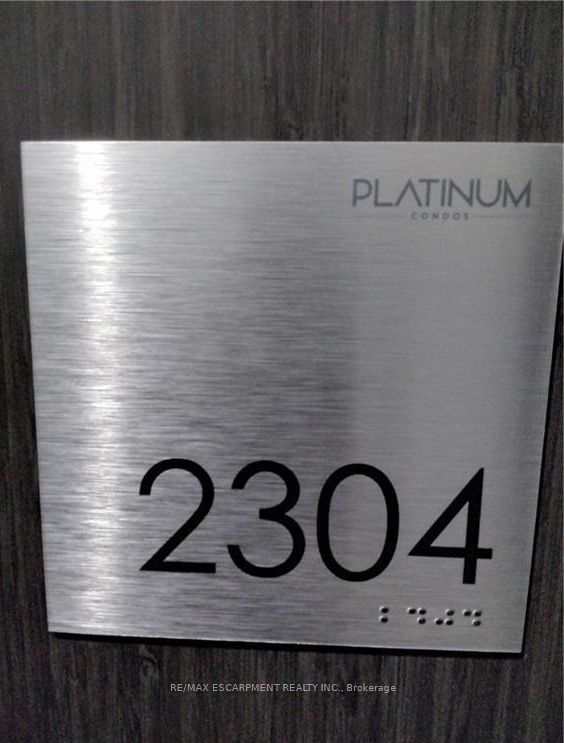 PLATINUM
CONDOS
2304
RE/MAX ESCARPMENT REALTY INC., Brokerage